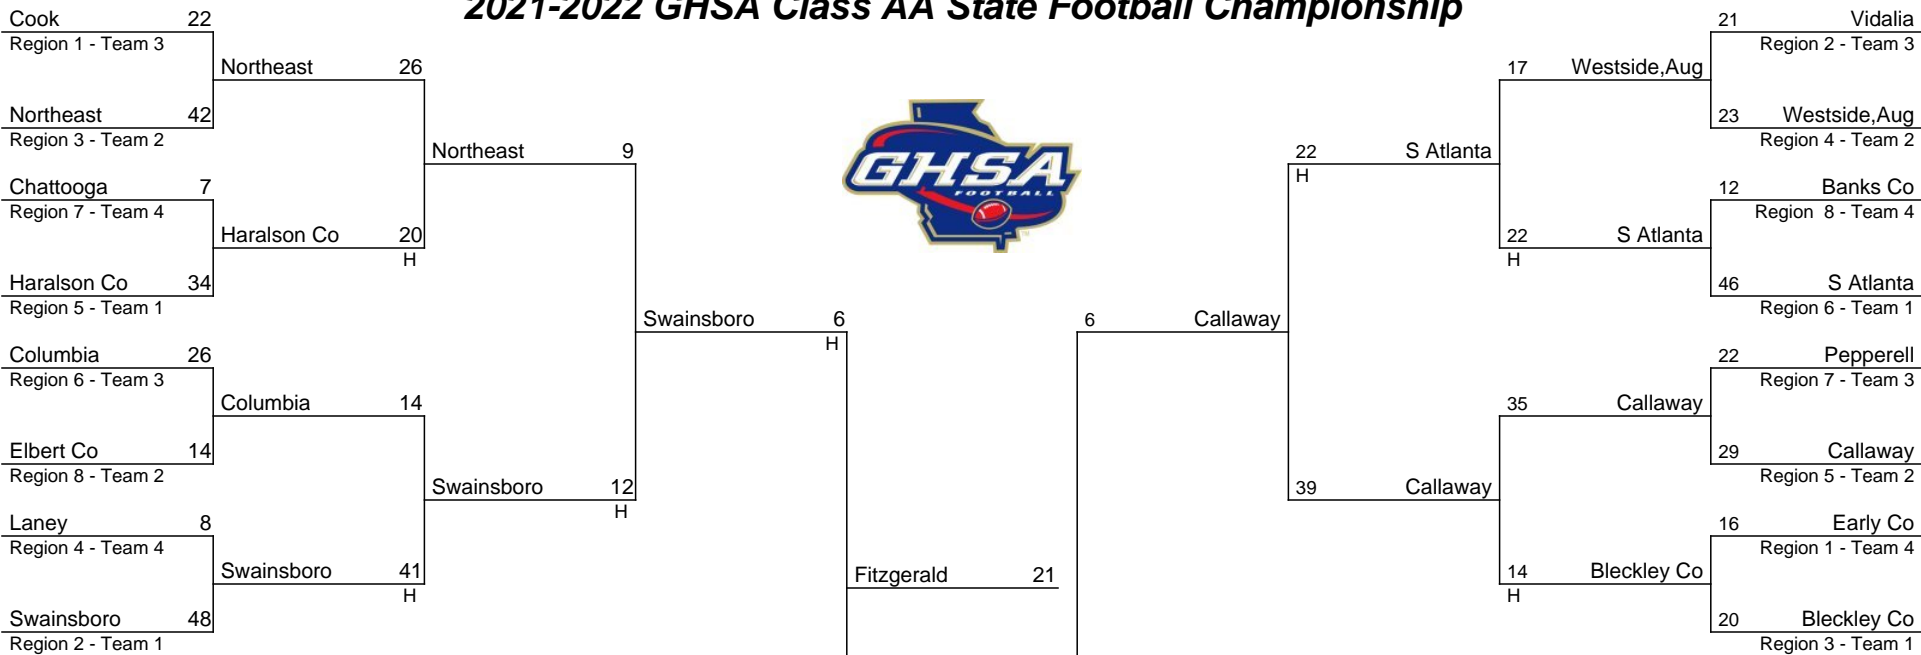 2021-2022 GHSA Class AA State Football Championship
Cook 22
Region 1 - Team 3
Northeast 26
Northeast 42
Region 3 - Team 2
Northeast 9
Chattooga 7
Region 7 - Team 4
Haralson Co 20
H
Haralson Co 34
Region 5 - Team 1
Swainsboro 6
H
Columbia 26
Region 6 - Team 3
Columbia 14
Elbert Co 14
Region 8 - Team 2
Swainsboro 12
H
Laney 8
Region 4 - Team 4
Swainsboro 41
H
Swainsboro 48
Region 2 - Team 1
GHSA
FOOTBALL
Fitzgerald 21
21 Vidalia
Region 2 - Team 3
17 Westside,Aug
23 Westside,Aug
Region 4 - Team 2
22 S Atlanta
H
12 Banks Co
Region 8 - Team 4
22 S Atlanta
H
46 S Atlanta
Region 6 - Team 1
6 Callaway
22 Pepperell
Region 7 - Team 3
35 Callaway
29 Callaway
Region 5 - Team 2
39 Callaway
16 Early Co
Region 1 - Team 4
14 Bleckley Co
H
20 Bleckley Co
Region 3 - Team 1